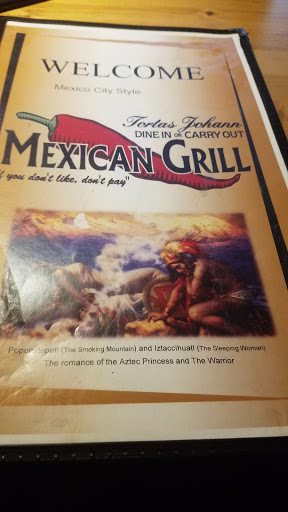 WELCOME
Mexico City Style
Tortas Johann
DINE IN OR CARRY OUT
MEXICAN GRILL
If you don't like, don't pay"
Popocatepetl (The Smoking Mountain) and Iztaccihuatl (The Sleeping Woman)
The romance of the Aztec Princess and The Warrior